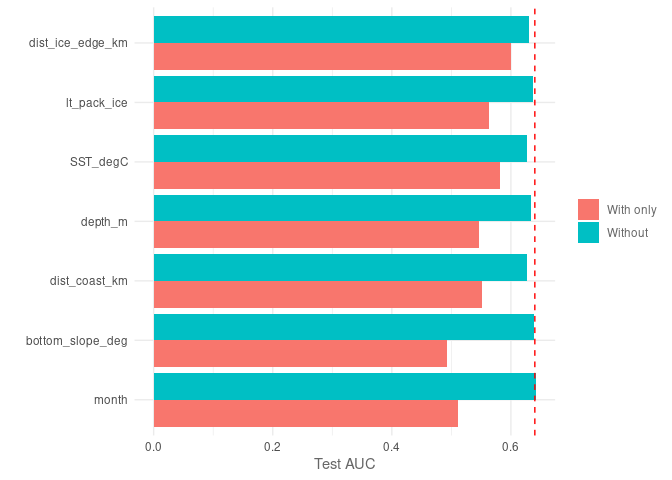 dist_ice_edge_km
lt_pack_ice
SST_degC
depth_m
dist_coast_km
bottom_slope_deg
month
0.0 0.2 0.4 0.6
Test AUC
With only
Without